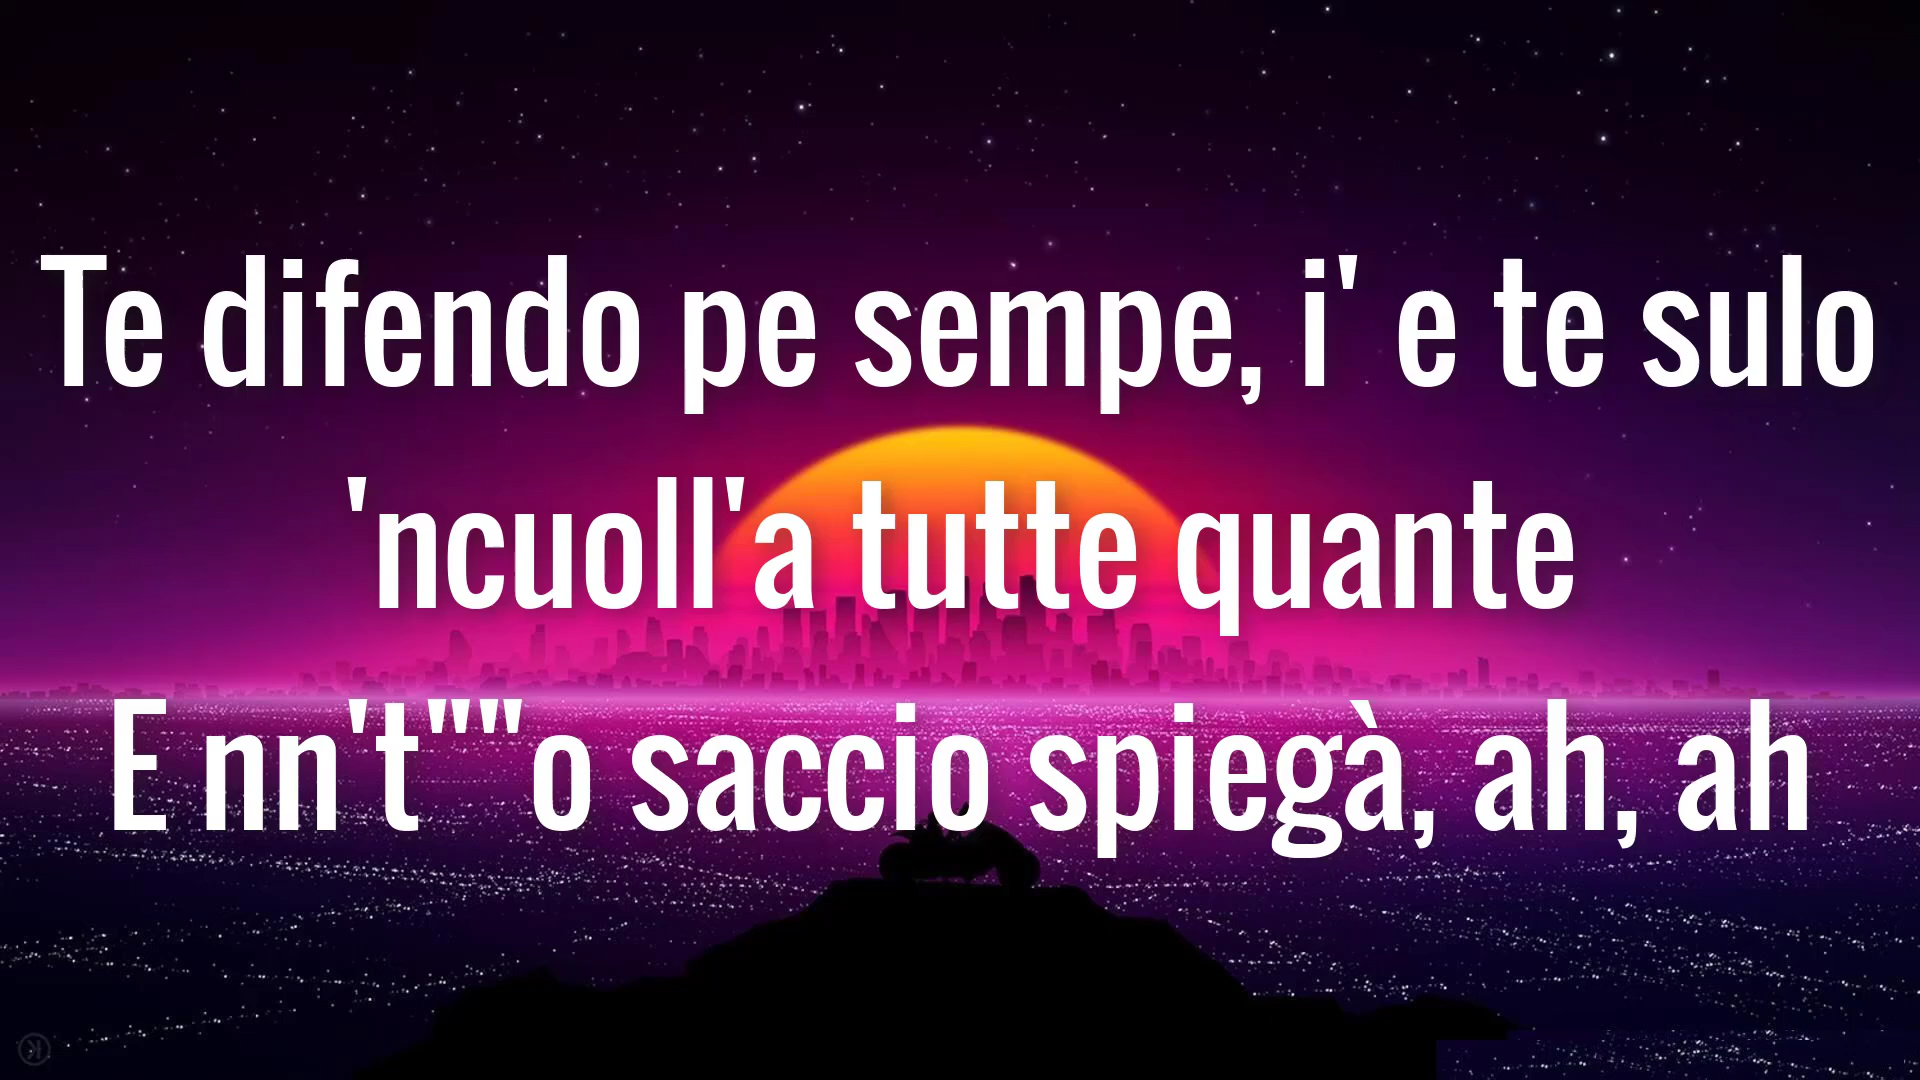 Te difendo pe sempe, i' e te sulo
'ncuoll'a tutte quante
E nn't""o saccio spiegà, ah, ah